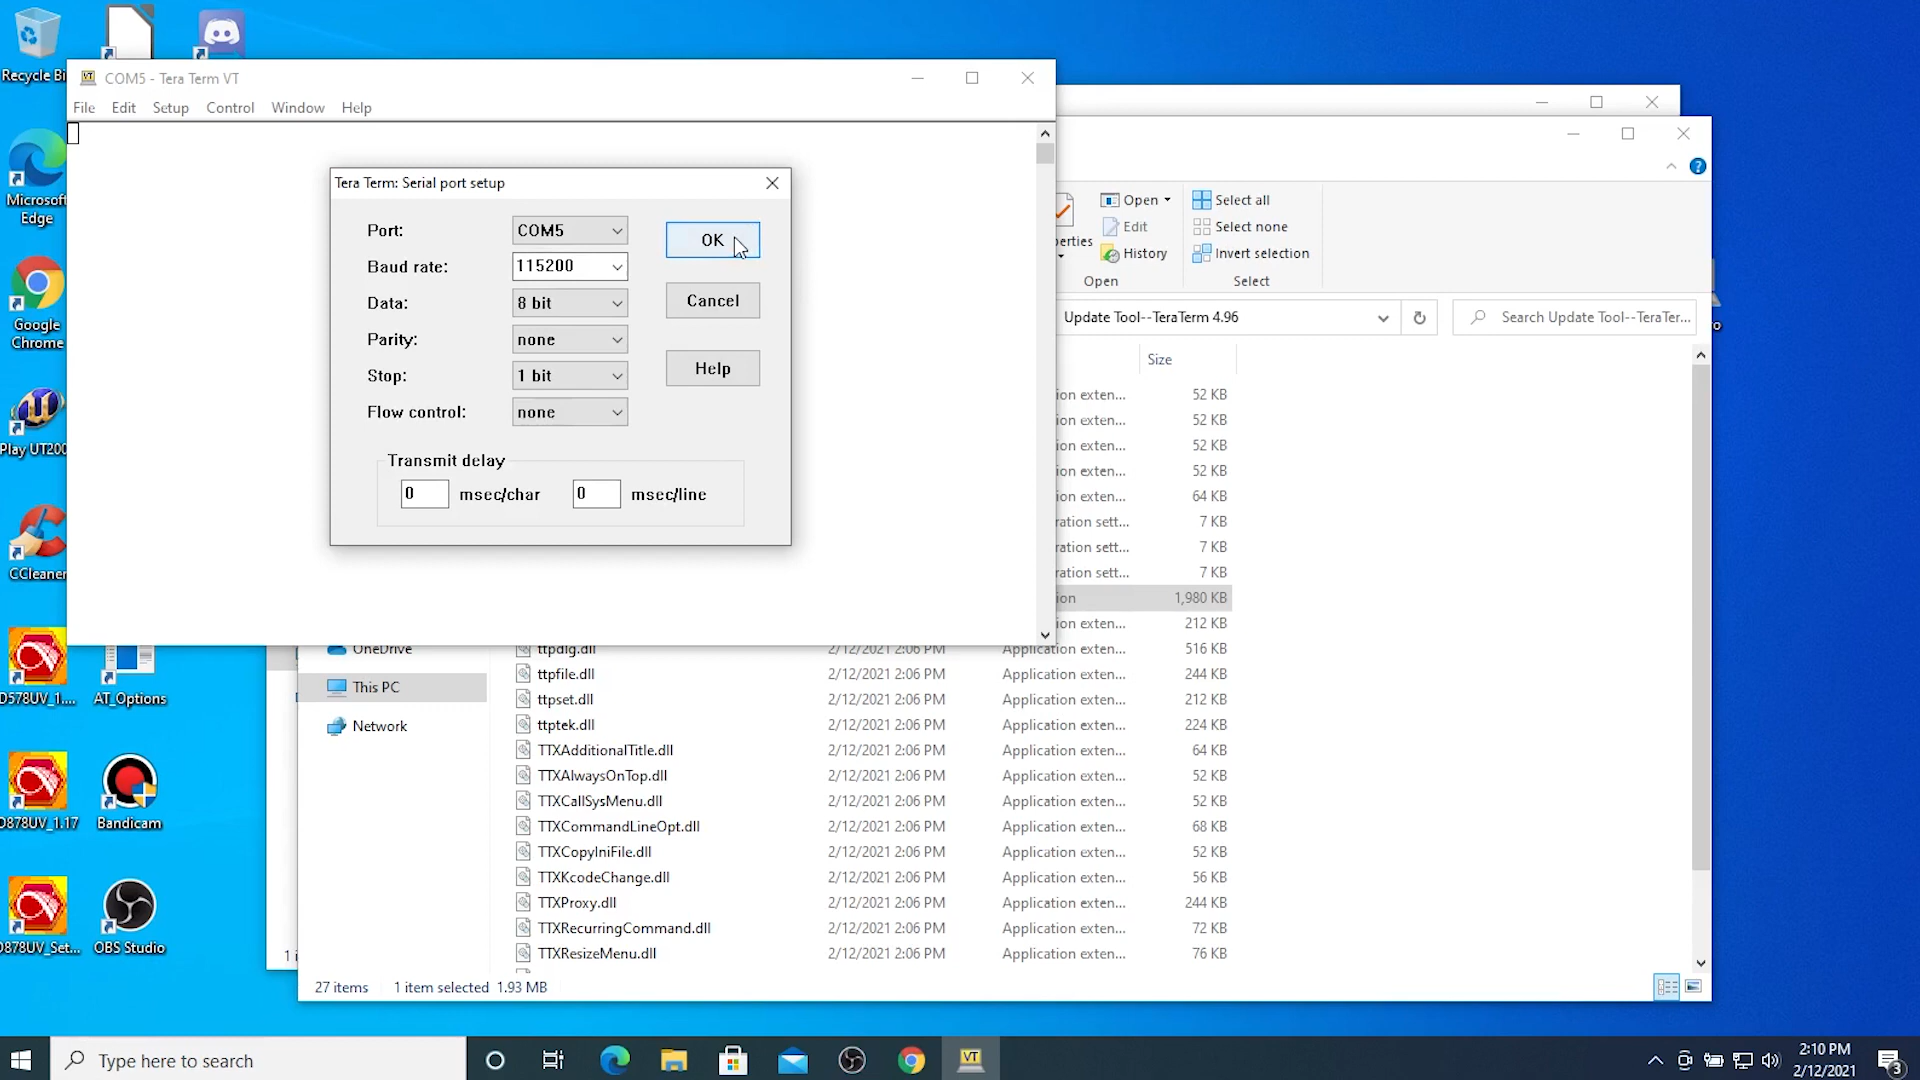 Recycle Bi
COM5 - Tera Term VT
File Edit Setup Control Window Help
Tera Term: Serial port setup
Port: COM5
OK
Baud rate: 115200
Data: 8 bit
Cancel
Parity: none
Stop: 1 bit
Help
Flow control: none
Transmit delay
0 msec/char 0 msec/line
Microsoft
Edge
Google
Chrome
Play UT200
CCleaner
D578UV_1....
AT_Options
D878UV_1.17
Bandicam
D878UV_Set...
OBS Studio
Open
Select all
Edit
Select none
erties
History
Invert selection
Open
Select
Update Tool--TeraTerm 4.96
Search Update Tool--TeraTer...
Size
ion exten... 52 KB
ion exten... 52 KB
ion exten... 52 KB
ion exten... 52 KB
ion exten... 64 KB
ration sett... 7 KB
ration sett... 7 KB
ration sett... 7 KB
ion 1,980 KB
ion exten... 212 KB
OneDrive
This PC
Network
ttpdlg.dll 2/12/2021 2:06 PM Application exten... 516 KB
ttpfile.dll 2/12/2021 2:06 PM Application exten... 244 KB
ttpset.dll 2/12/2021 2:06 PM Application exten... 212 KB
ttptek.dll 2/12/2021 2:06 PM Application exten... 224 KB
TTXAdditionalTitle.dll 2/12/2021 2:06 PM Application exten... 64 KB
TTXAlwaysOnTop.dll 2/12/2021 2:06 PM Application exten... 52 KB
TTXCallSysMenu.dll 2/12/2021 2:06 PM Application exten... 52 KB
TTXCommandLineOpt.dll 2/12/2021 2:06 PM Application exten... 68 KB
TTXCopyIniFile.dll 2/12/2021 2:06 PM Application exten... 52 KB
TTXKcodeChange.dll 2/12/2021 2:06 PM Application exten... 56 KB
TTXProxy.dll 2/12/2021 2:06 PM Application exten... 244 KB
TTXRecurringCommand.dll 2/12/2021 2:06 PM Application exten... 72 KB
TTXResizeMenu.dll 2/12/2021 2:06 PM Application exten... 76 KB
27 items 1 item selected 1.93 MB
Type here to search
2:10 PM
2/12/2021
3